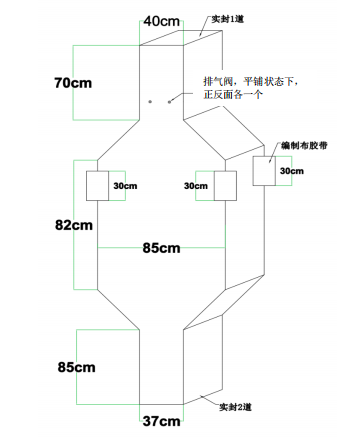 40cm
实封1道
70cm
排气阀，平铺状态下，
正反面各一个
编制布胶带
30cm
30cm
30cm
82cm
85cm
85cm
实封2道
37cm